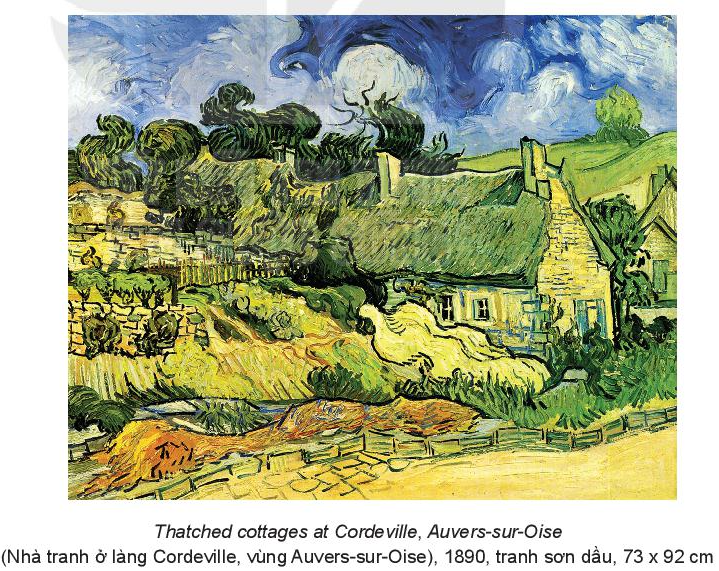 Thatched cottages at Cordeville, Auvers-sur-Oise
(Nhà tranh ở làng Cordeville, vùng Auvers-sur-Oise), 1890, tranh sơn dầu, 73 x 92 cm